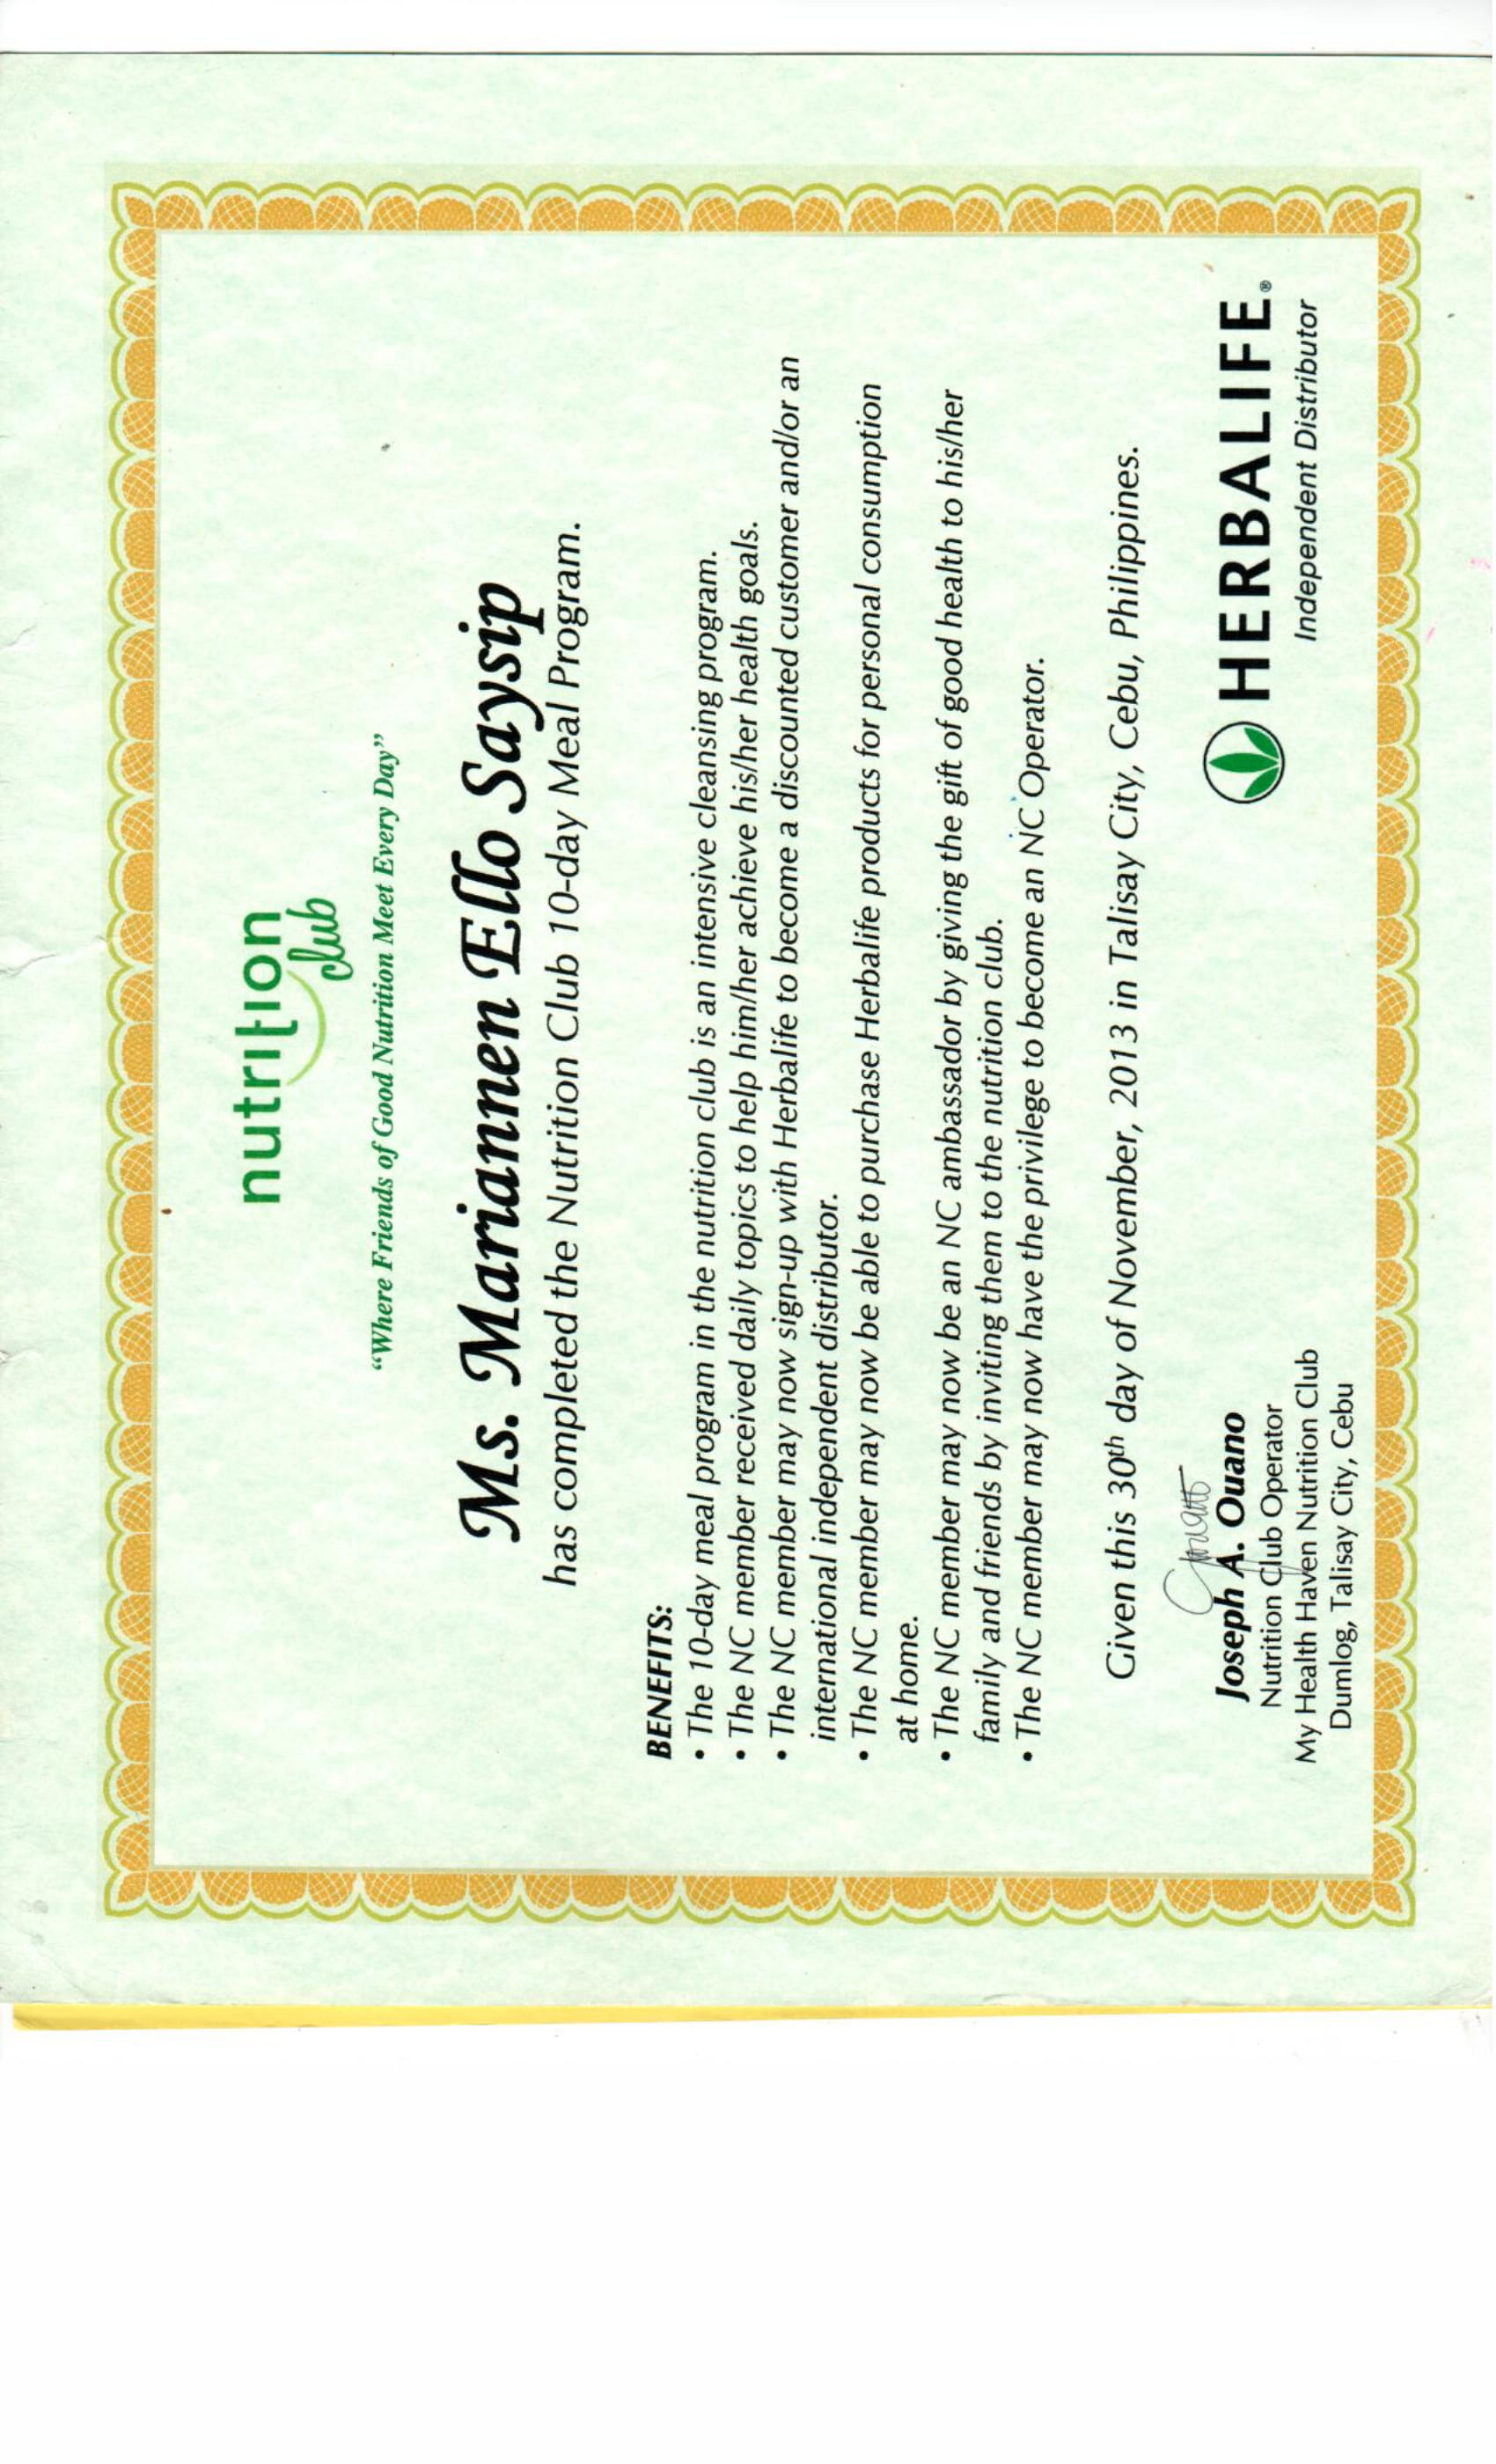 nutrition
club
“Where Friends of Good Nutrition Meet Every Day”
Ms. Mariannen Ello Saysip
has completed the Nutrition Club 10-day Meal Program.
BENEFITS:
• The 10-day meal program in the nutrition club is an intensive cleansing program.
• The NC member received daily topics to help him/her achieve his/her health goals.
• The NC member may now sign-up with Herbalife to become a discounted customer and/or an
international independent distributor.
• The NC member may now be able to purchase Herbalife products for personal consumption
at home.
• The NC member may now be an NC ambassador by giving the gift of good health to his/her
family and friends by inviting them to the nutrition club.
• The NC member may now have the privilege to become an NC Operator.
Given this 30th day of November, 2013 in Talisay City, Cebu, Philippines.
Joseph A. Ouano
Nutrition Club Operator
My Health Haven Nutrition Club
Dumlog, Talisay City, Cebu
HERBALIFE®
Independent Distributor